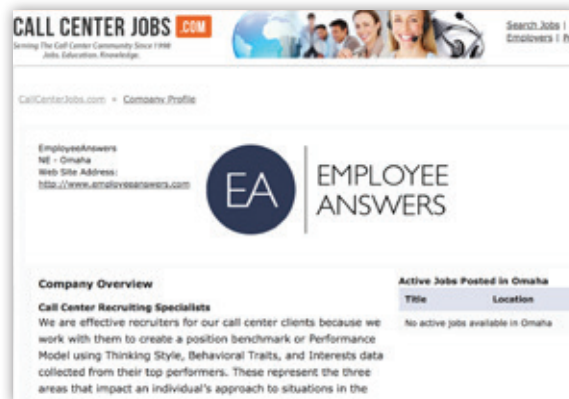 CALL CENTER JOBS .COM
Serving The Call Center Community Since 1998
Jobs. Education. Knowledge.
Search Jobs |
Employers |
CallCenterJobs.com » Company Profile
EmployeeAnswers
NE - Omaha
Web Site Address:
http://www.employeeanswers.com
EA
EMPLOYEE
ANSWERS
Company Overview
Call Center Recruiting Specialists
We are effective recruiters for our call center clients because we
work with them to create a position benchmark or Performance
Model using Thinking Style, Behavioral Traits, and Interests data
collected from their top performers. These represent the three
areas that impact an individual's approach to situations in the
Active Jobs Posted in Omaha
Title Location
No active jobs available in Omaha